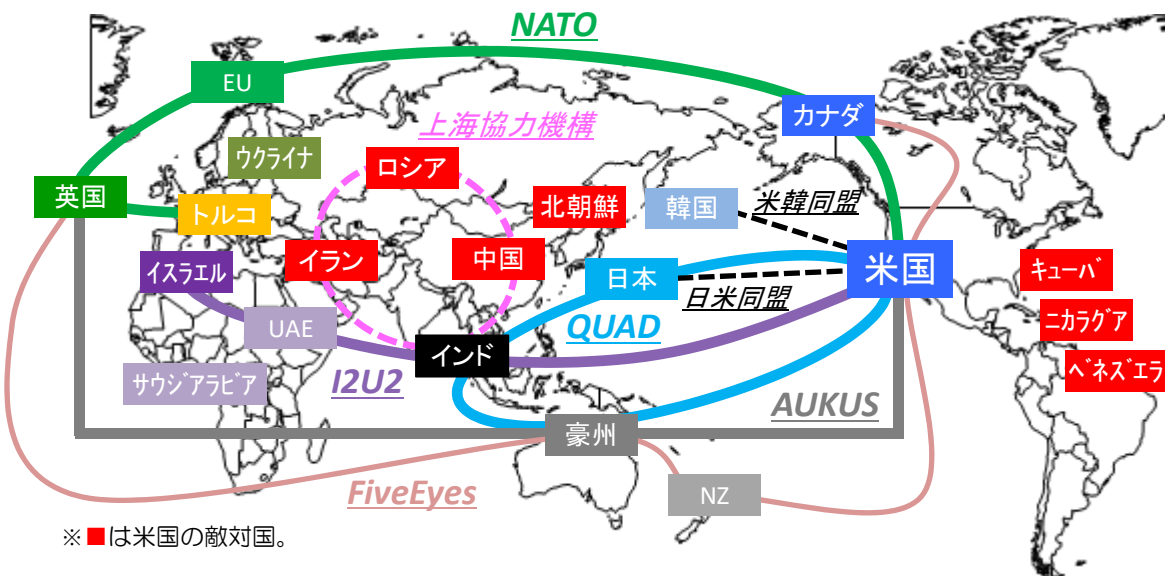 NATO
EU
カナダ
上海協力機構
ウクライナ
ロシア
英国
トルコ
北朝鮮
韓国
米韓同盟
イスラエル
イラン
中国
日本
日米同盟
米国
キューバ
UAE
QUAD
ニカラグア
インド
サウジアラビア
I2U2
ベネズエラ
AUKUS
豪州
FiveEyes
NZ
※■は米国の敵対国。